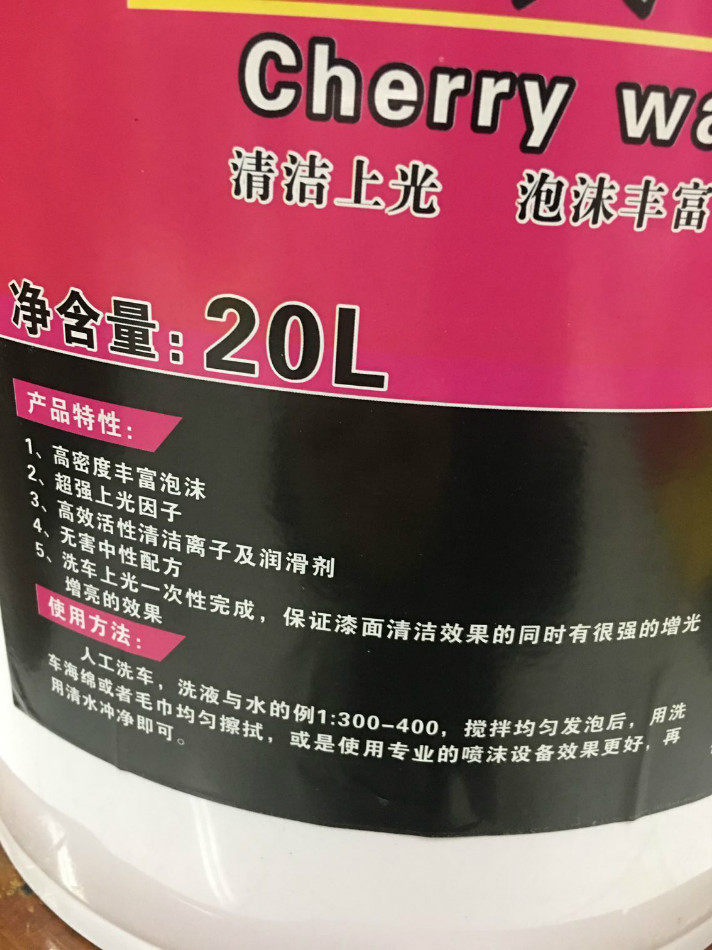 Cherry wa
清洁上光 泡沫丰富
净含量:20L
产品特性:
1、高密度丰富泡沫
2、超强上光因子
3、高效活性清洁离子及润滑剂
4、无害中性配方
5、洗车上光一次性完成，保证漆面清洁效果的同时有很强的增光
增亮的效果
使用方法:
人工洗车，洗液与水的例1:300-400，搅拌均匀发泡后，用洗
车海绵或者毛巾均匀擦拭，或是使用专业的喷沫设备效果更好，再
用清水冲净即可。